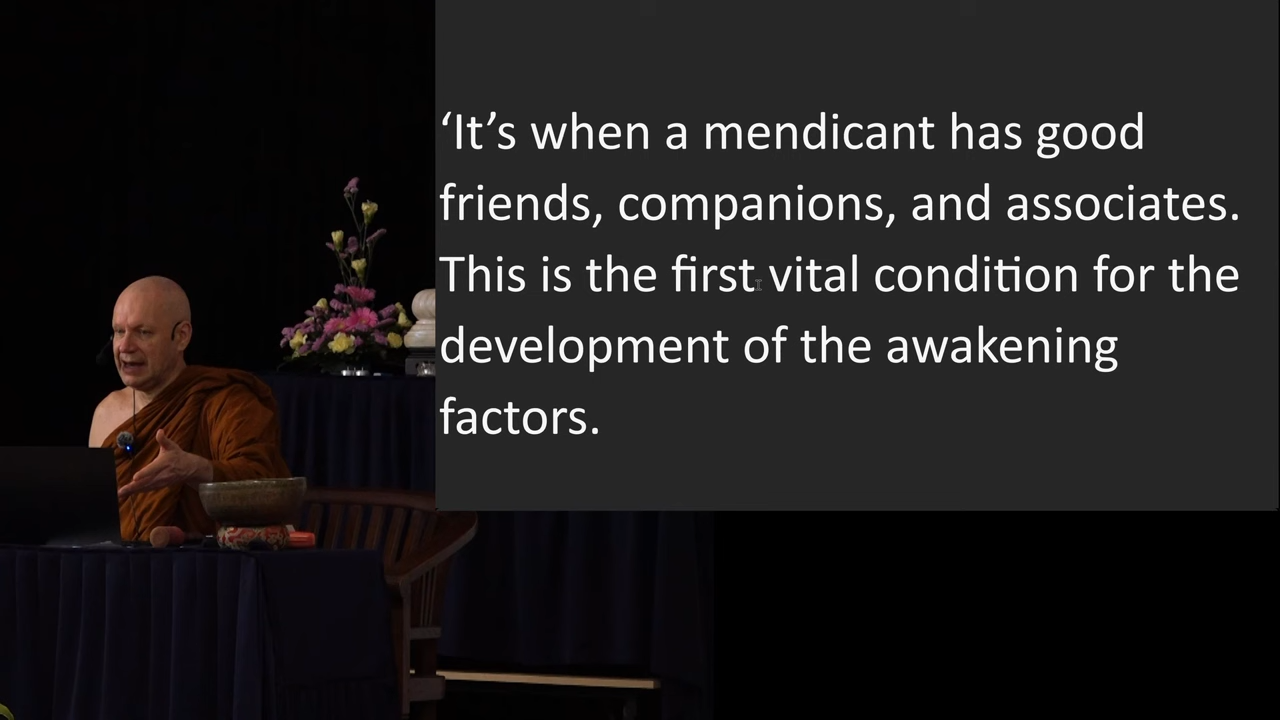 ‘It’s when a mendicant has good
friends, companions, and associates.
This is the first vital condition for the
development of the awakening
factors.